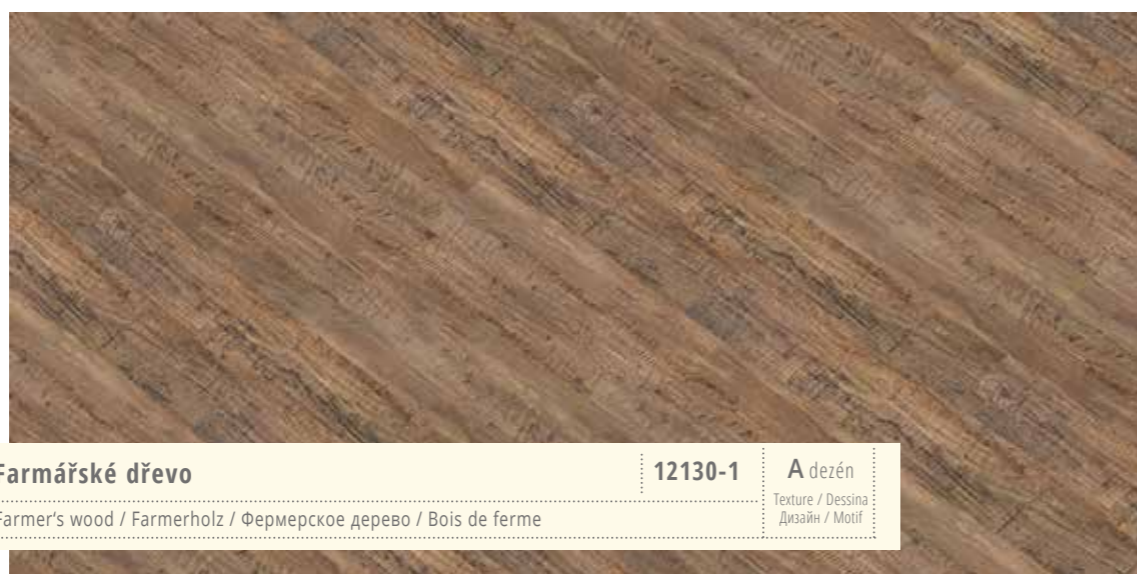 Farmářské dřevo
12130-1
A dezén
Texture / Dessina
Дизайн / Motif
Farmer's wood / Farmerholz / Фермерское дерево / Bois de ferme